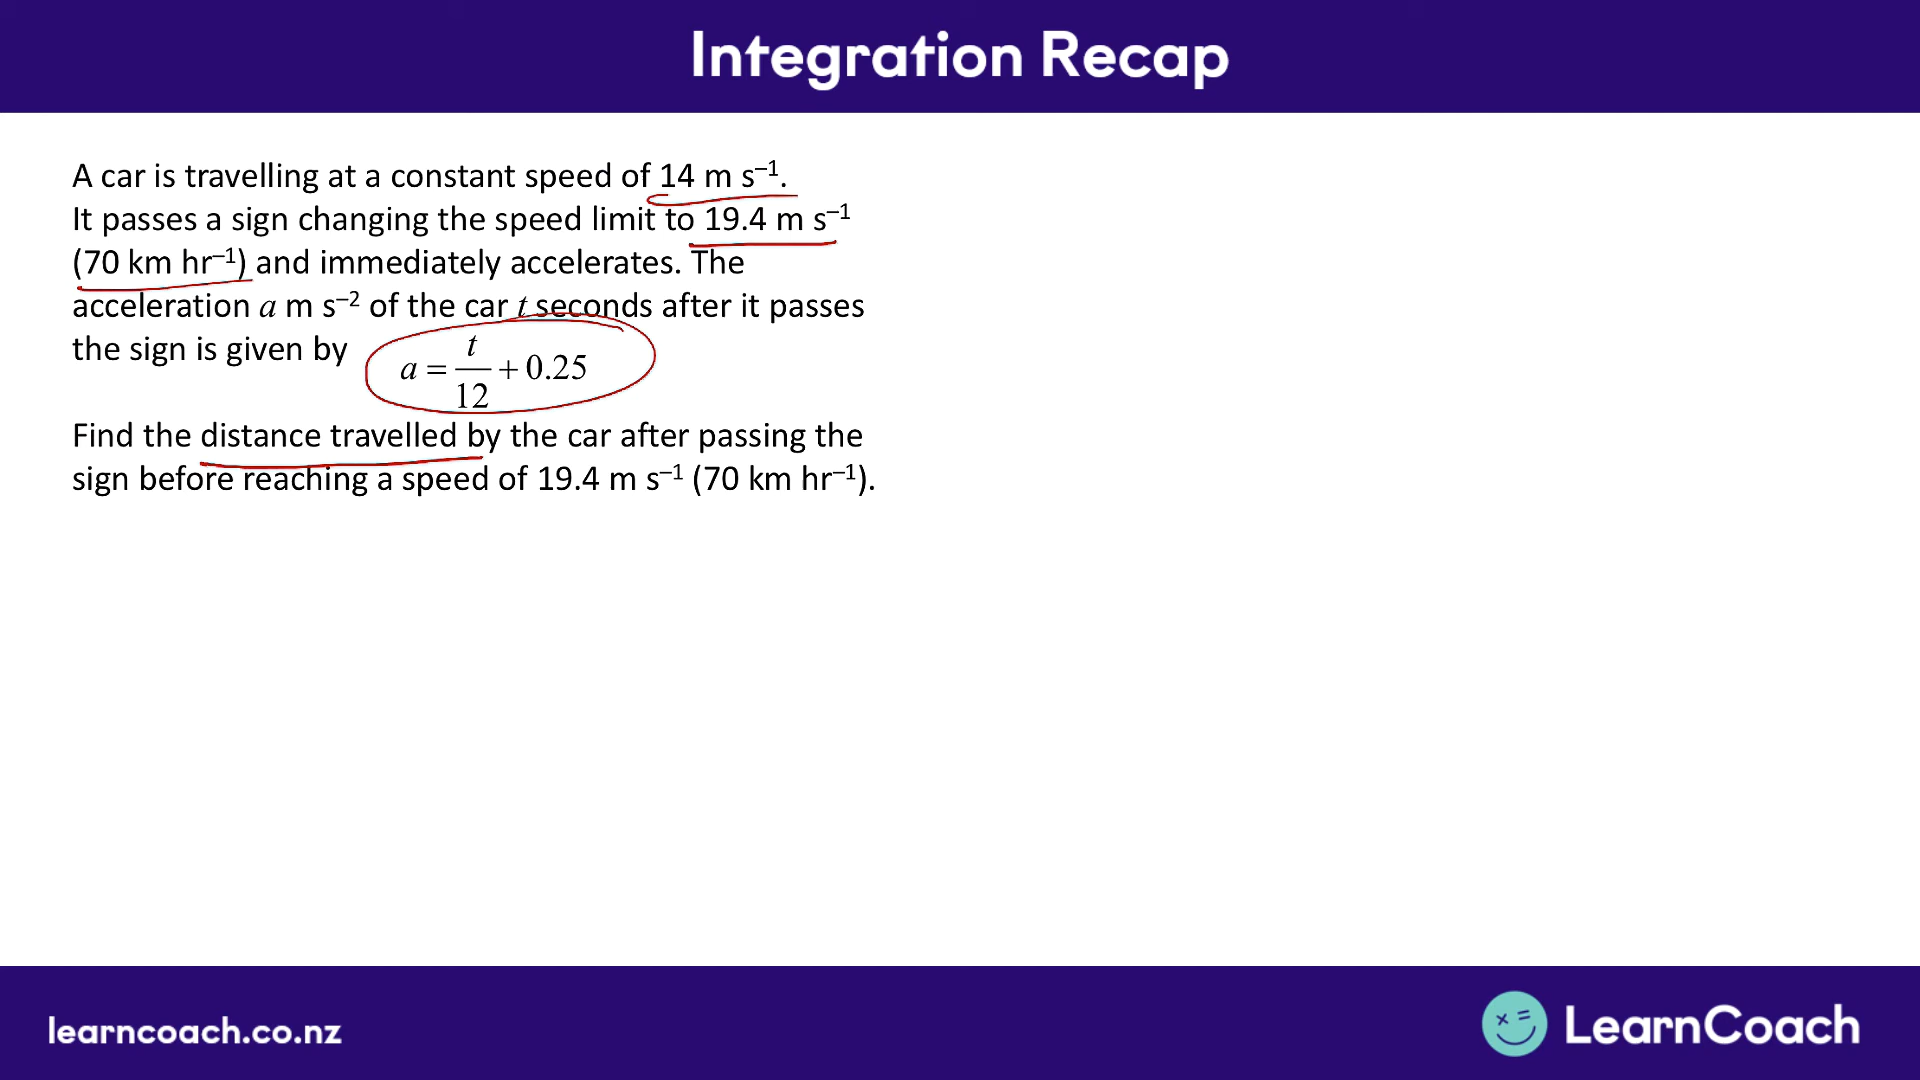 Integration Recap
A car is travelling at a constant speed of 14 m s⁻¹.
It passes a sign changing the speed limit to 19.4 m s⁻¹
(70 km hr⁻¹) and immediately accelerates. The
acceleration a m s⁻² of the car t seconds after it passes
the sign is given by a = t/12 + 0.25
Find the distance travelled by the car after passing the
sign before reaching a speed of 19.4 m s⁻¹ (70 km hr⁻¹).
learncoach.co.nz
LearnCoach